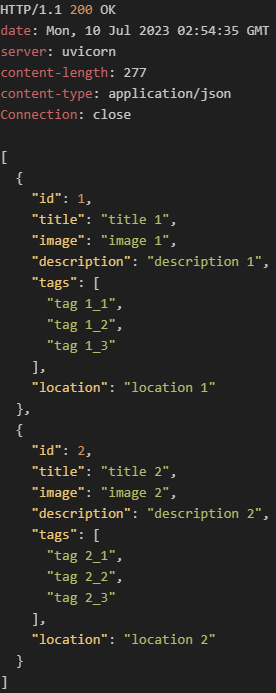 HTTP/1.1 200 OK
date: Mon, 10 Jul 2023 02:54:35 GMT
server: uvicorn
content-length: 277
content-type: application/json
Connection: close

[
  {
    "id": 1,
    "title": "title 1",
    "image": "image 1",
    "description": "description 1",
    "tags": [
      "tag 1_1",
      "tag 1_2",
      "tag 1_3"
    ],
    "location": "location 1"
  },
  {
    "id": 2,
    "title": "title 2",
    "image": "image 2",
    "description": "description 2",
    "tags": [
      "tag 2_1",
      "tag 2_2",
      "tag 2_3"
    ],
    "location": "location 2"
  }
]